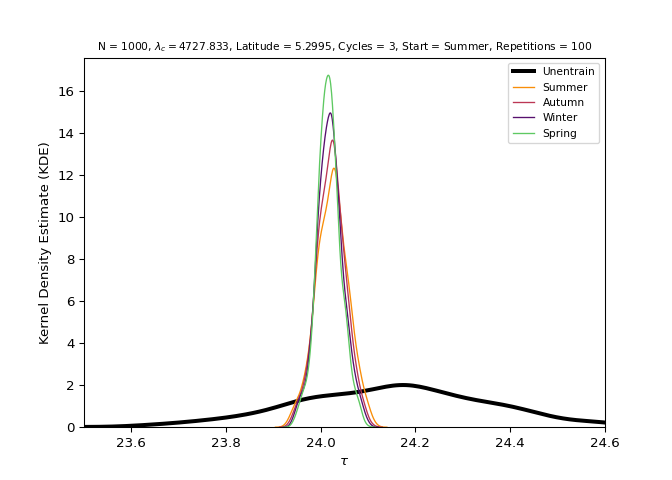 N = 1000, λc = 4727.833, Latitude = 5.2995, Cycles = 3, Start = Summer, Repetitions = 100
Kernel Density Estimate (KDE)
16
14
12
10
8
6
4
2
0
Unentrain
Summer
Autumn
Winter
Spring
23.6 23.8 24.0 24.2 24.4 24.6
τ